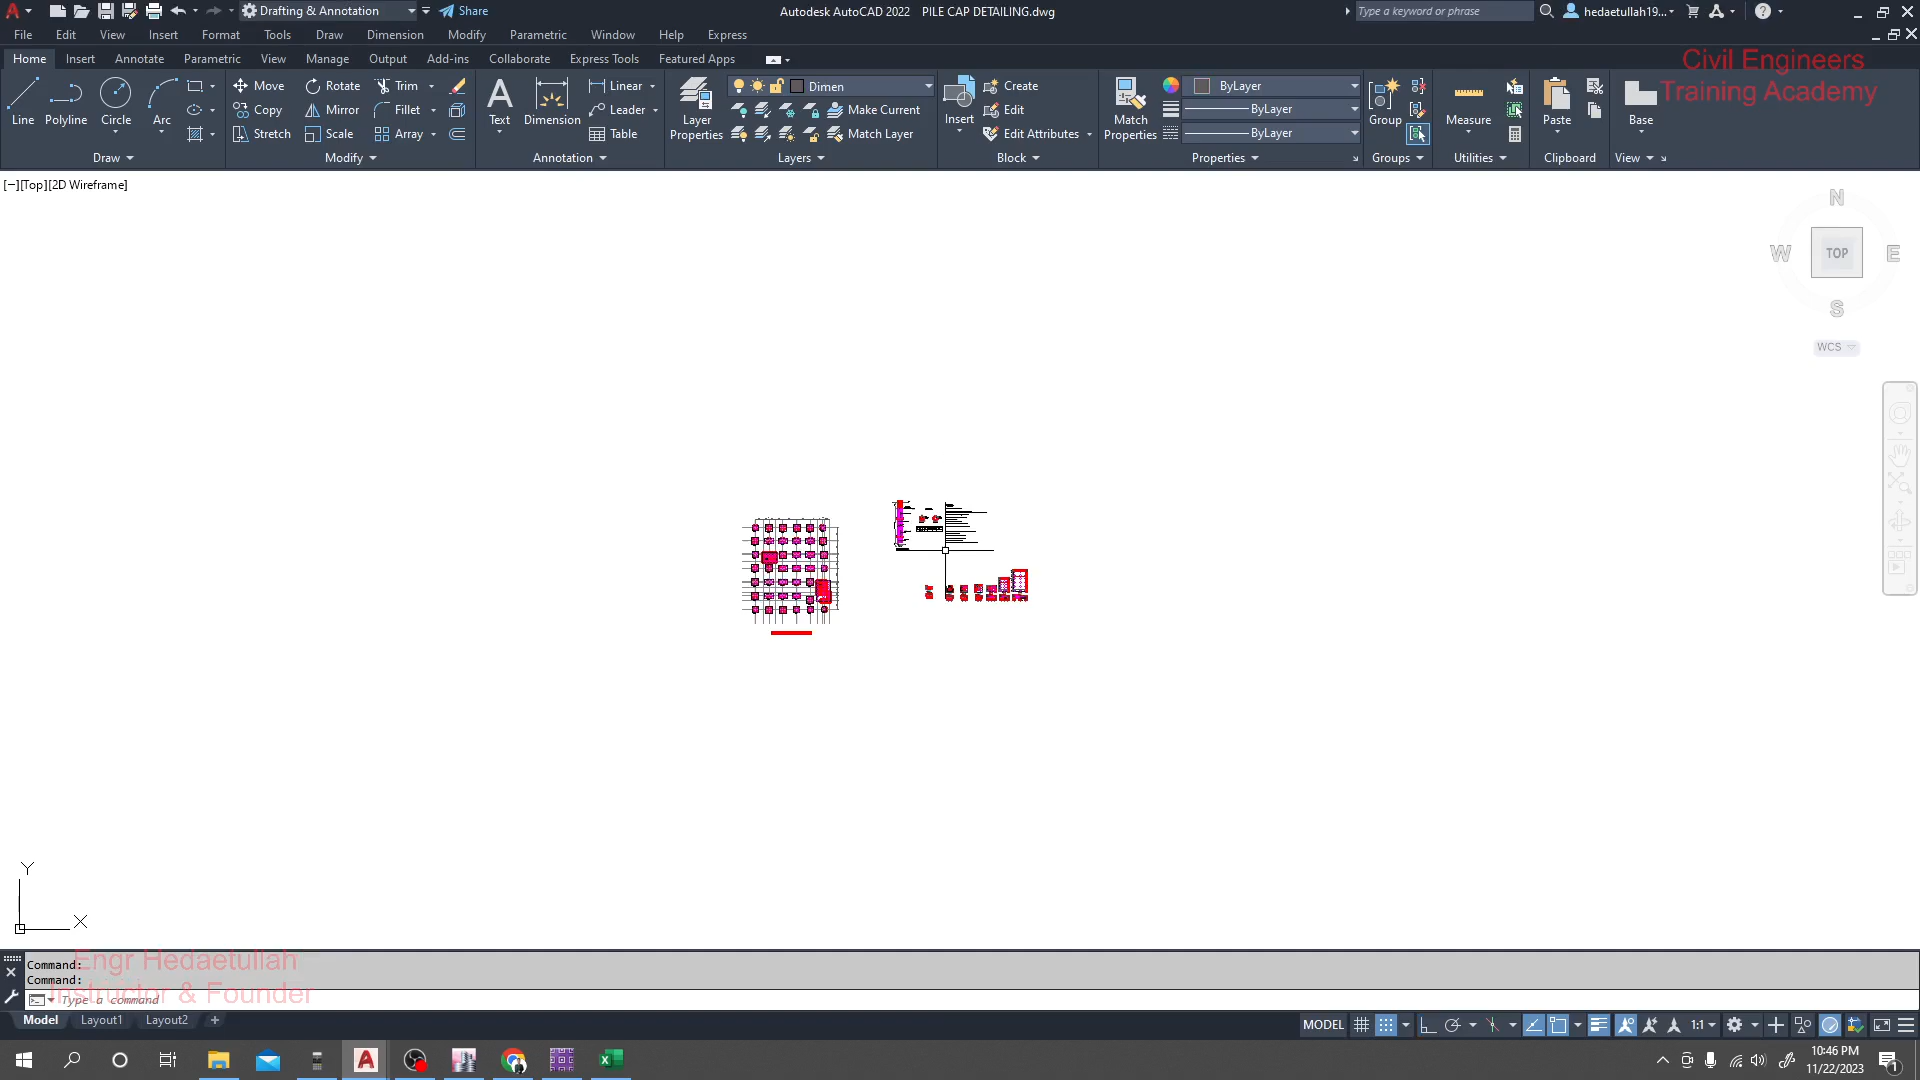 Drafting & Annotation
Share
Autodesk AutoCAD 2022 PILE CAP DETAILING.dwg
Type a keyword or phrase
hedaetullah19...
File Edit View Insert Format Tools Draw Dimension Modify Parametric Window Help Express
Home Insert Annotate Parametric View Manage Output Add-ins Collaborate Express Tools Featured Apps
Civil Engineers
Training Academy
Line Polyline Circle Arc
Move Rotate Trim
Copy Mirror Fillet
Stretch Scale Array
Text Dimension
Linear
Leader
Table
Layer
Properties
Dimen
Make Current
Match Layer
Insert
Create
Edit
Edit Attributes
Match
Properties
ByLayer
ByLayer
ByLayer
Group
Measure
Paste
Base
Draw Modify Annotation Layers Block Properties Groups Utilities Clipboard View
[−][Top][2D Wireframe]
N
W TOP E
S
WCS
Y
X
Command:
Command:
Type a command
Engr Hedaetullah
Instructor & Founder
Model Layout1 Layout2 +
MODEL
1:1
10:46 PM
11/22/2023
1